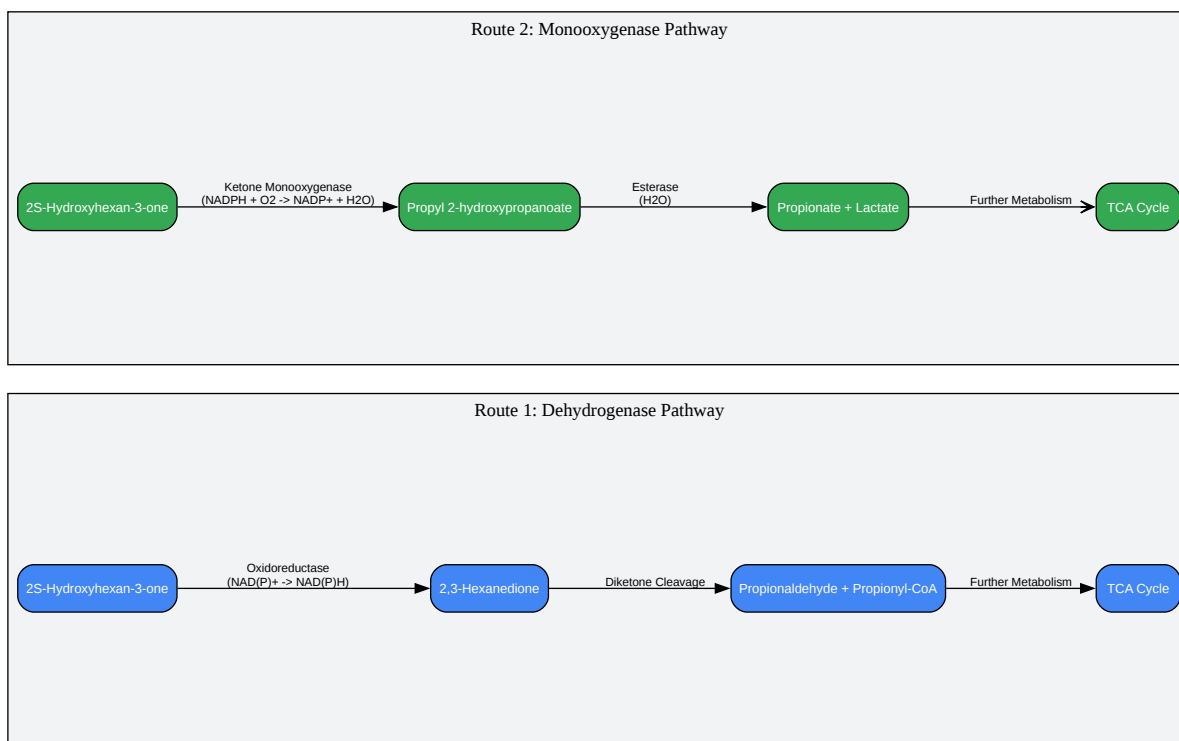 Route 2: Monooxygenase Pathway
2S-Hydroxyhexan-3-one
Ketone Monooxygenase
(NADPH + O2 -> NADP+ + H2O)
Propyl 2-hydroxypropanoate
Esterase
(H2O)
Propionate + Lactate
Further Metabolism
TCA Cycle
Route 1: Dehydrogenase Pathway
2S-Hydroxyhexan-3-one
Oxidoreductase
(NAD(P)+ -> NAD(P)H)
2,3-Hexanedione
Diketone Cleavage
Propionaldehyde + Propionyl-CoA
Further Metabolism
TCA Cycle